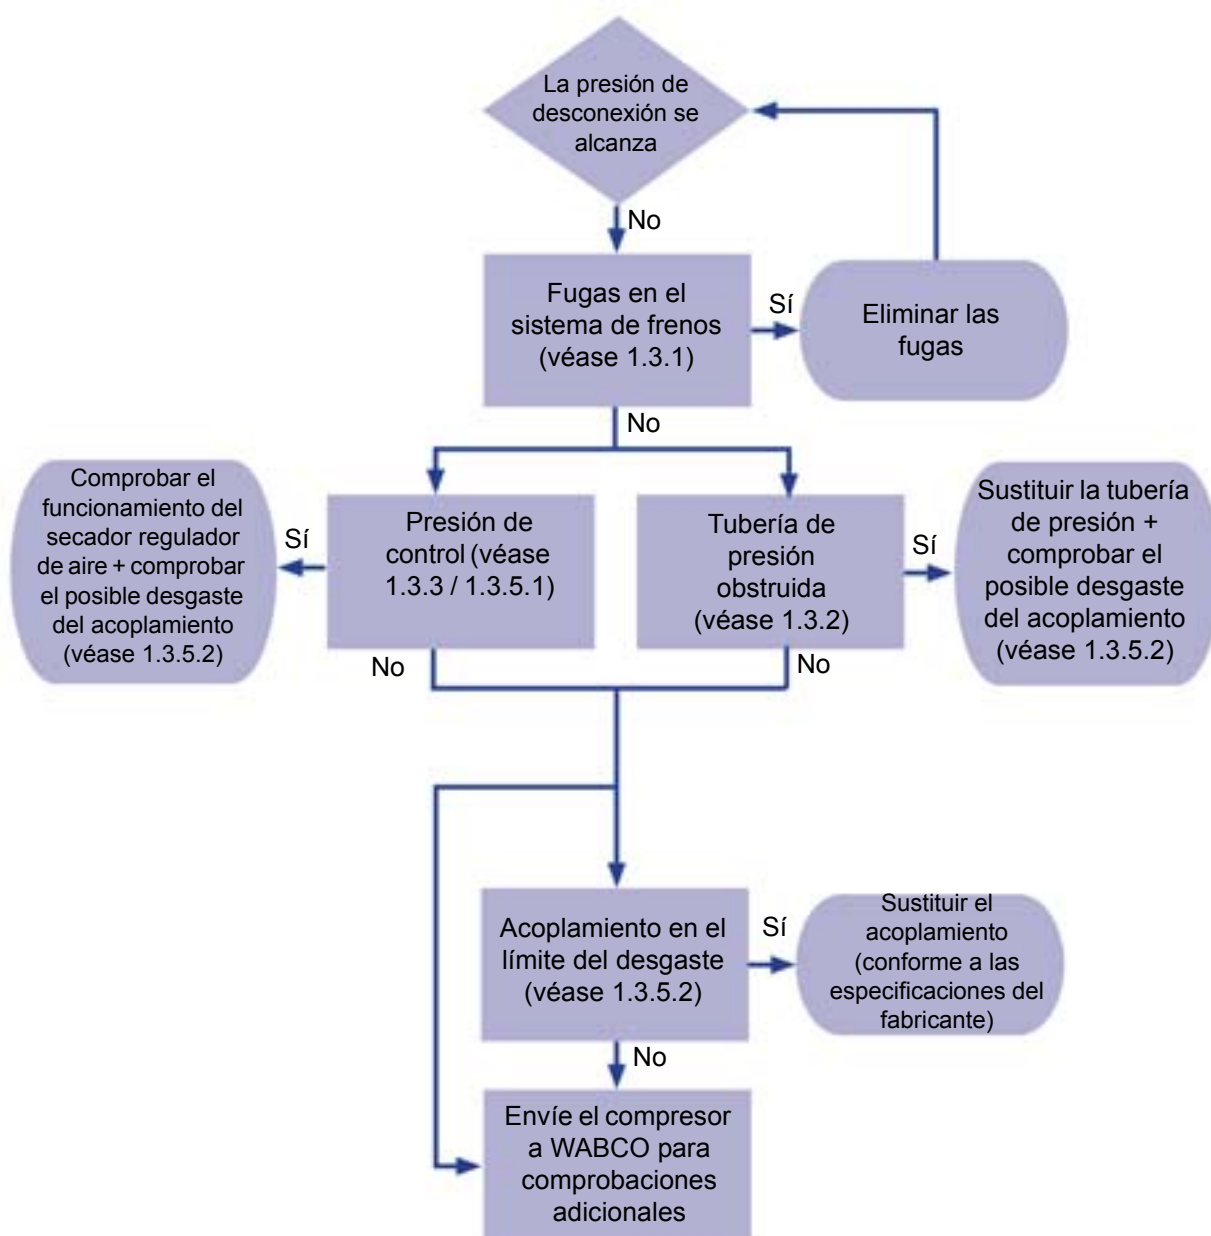 La presión de
desconexión se
alcanza
No
Fugas en el
sistema de frenos
(véase 1.3.1)
Sí
Eliminar las
fugas
No
Comprobar el
funcionamiento del
secador regulador
de aire + comprobar
el posible desgaste
del acoplamiento
(véase 1.3.5.2)
Sí
Presión de
control (véase
1.3.3 / 1.3.5.1)
No
Tubería de
presión
obstruida
(véase 1.3.2)
No
Sí
Sustituir la tubería
de presión +
comprobar el
posible desgaste
del acoplamiento
(véase 1.3.5.2)
Acoplamiento en el
límite del desgaste
(véase 1.3.5.2)
Sí
Sustituir el
acoplamiento
(conforme a las
especificaciones del
fabricante)
No
Envíe el compresor
a WABCO para
comprobaciones
adicionales